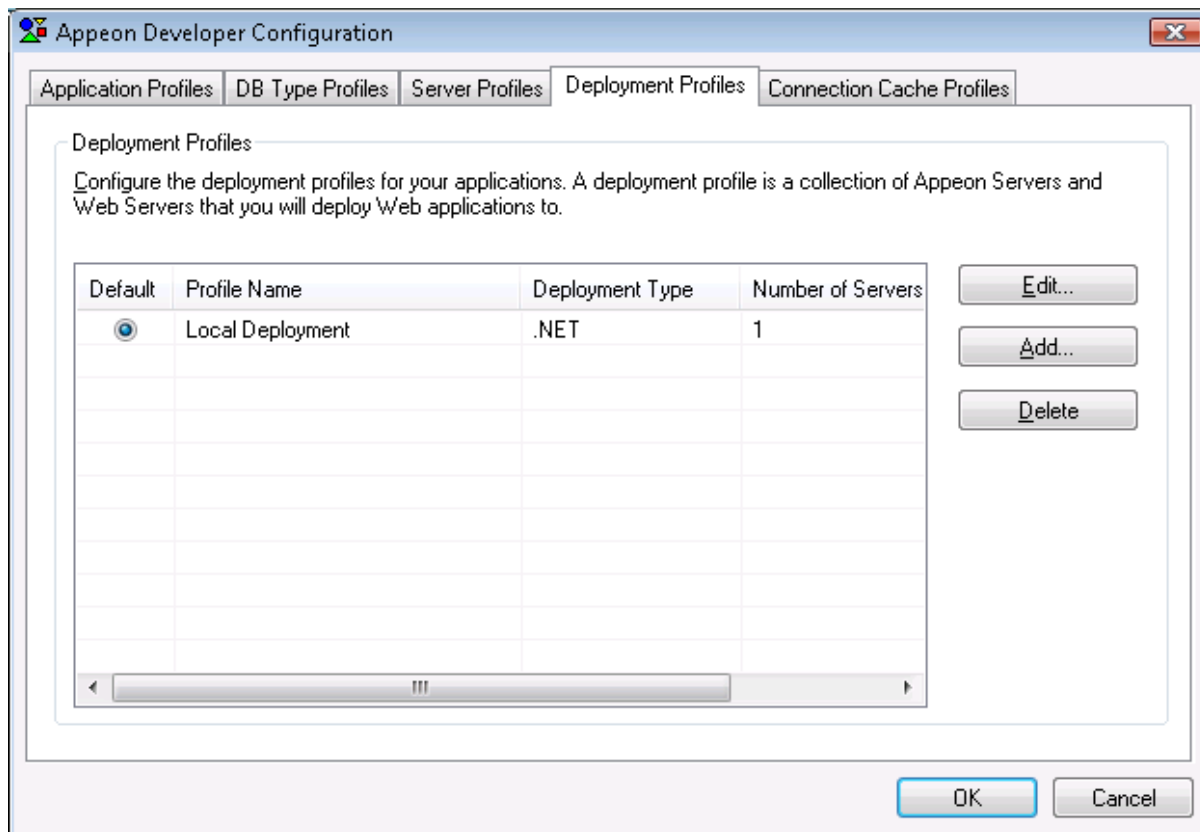 Appeon Developer Configuration
Application Profiles DB Type Profiles Server Profiles Deployment Profiles Connection Cache Profiles
Deployment Profiles
Configure the deployment profiles for your applications. A deployment profile is a collection of Appeon Servers and
Web Servers that you will deploy Web applications to.
Default Profile Name Deployment Type Number of Servers
Local Deployment .NET 1
Edit...
Add...
Delete
OK Cancel